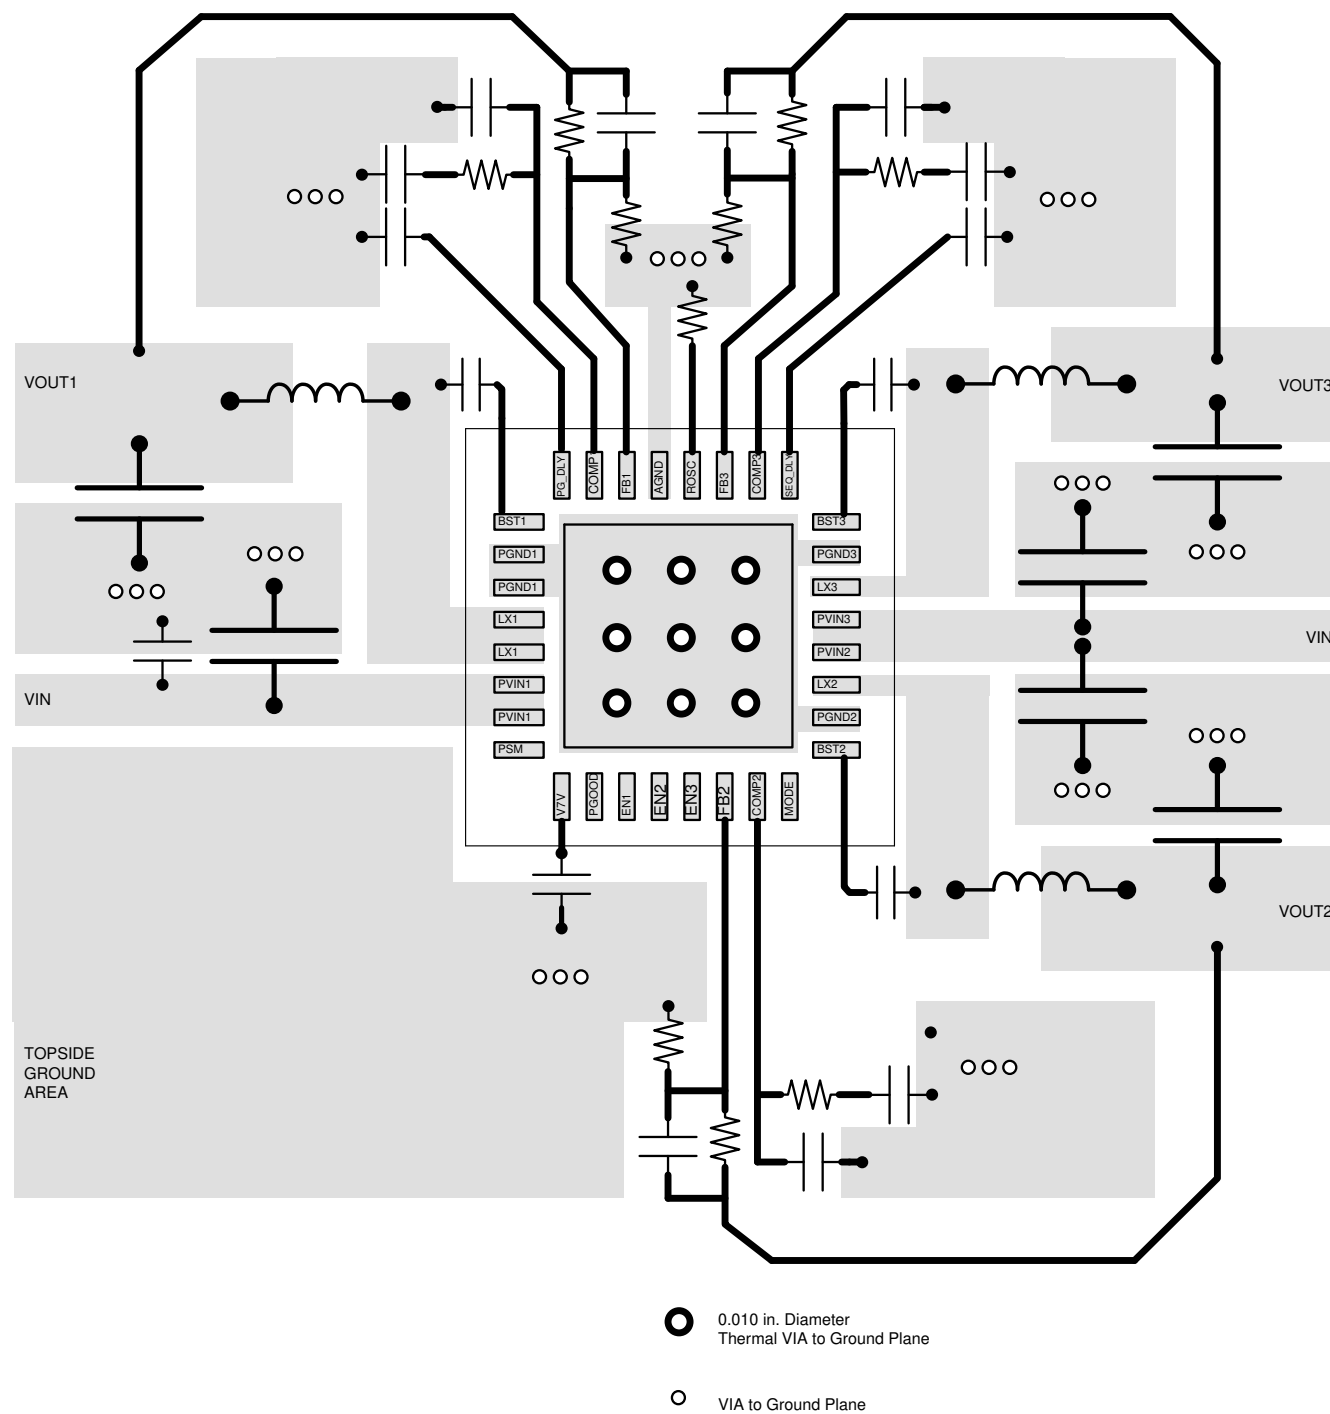 VOUT1
VOUT3
PG_DLY
COMP
FB1
AGND
ROSC
FB3
COMP3
SEQ_DLY
BST1
BST3
PGND1
PGND3
PGND1
LX3
LX1
PVIN3
VIN
LX1
PVIN2
PVIN1
LX2
VIN
PVIN1
PGND2
PSM
BST2
V7V
PGOOD
EN1
EN2
EN3
FB2
COMP2
MODE
VOUT2
TOPSIDE
GROUND
AREA
0.010 in. Diameter
Thermal VIA to Ground Plane
VIA to Ground Plane